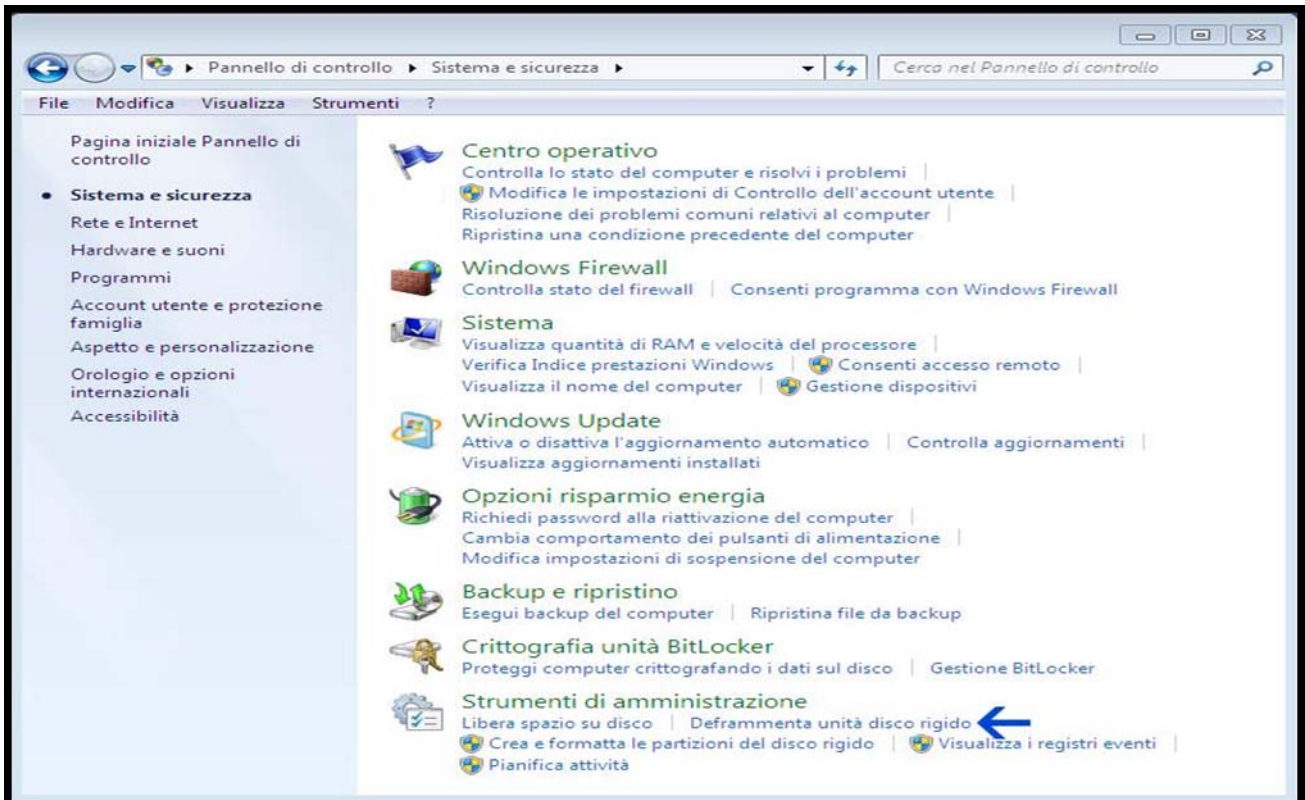 Pannello di controllo ▸ Sistema e sicurezza ▸
Cerca nel Pannello di controllo
File Modifica Visualizza Strumenti ?
Pagina iniziale Pannello di
controllo
Sistema e sicurezza
Rete e Internet
Hardware e suoni
Programmi
Account utente e protezione
famiglia
Aspetto e personalizzazione
Orologio e opzioni
internazionali
Accessibilità
Centro operativo
Controlla lo stato del computer e risolvi i problemi
Modifica le impostazioni di Controllo dell'account utente
Risoluzione dei problemi comuni relativi al computer
Ripristina una condizione precedente del computer
Windows Firewall
Controlla stato del firewall | Consenti programma con Windows Firewall
Sistema
Visualizza quantità di RAM e velocità del processore
Verifica Indice prestazioni Windows | Consenti accesso remoto
Visualizza il nome del computer | Gestione dispositivi
Windows Update
Attiva o disattiva l'aggiornamento automatico | Controlla aggiornamenti
Visualizza aggiornamenti installati
Opzioni risparmio energia
Richiedi password alla riattivazione del computer
Cambia comportamento dei pulsanti di alimentazione
Modifica impostazioni di sospensione del computer
Backup e ripristino
Esegui backup del computer | Ripristina file da backup
Crittografia unità BitLocker
Proteggi computer crittografando i dati sul disco | Gestione BitLocker
Strumenti di amministrazione
Libera spazio su disco | Deframmenta unità disco rigido
Crea e formatta le partizioni del disco rigido | Visualizza i registri eventi
Pianifica attività